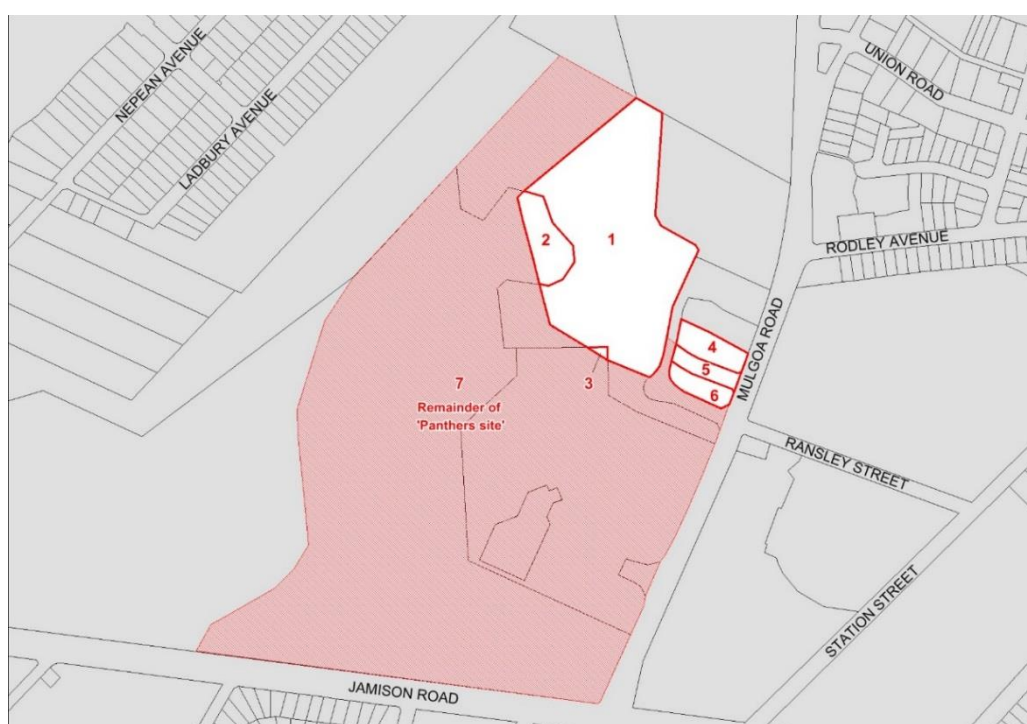 NEPEAN AVENUE
LADBURY AVENUE
UNION ROAD
RODLEY AVENUE
2
1
MULGOA ROAD
4
5
6
3
7
Remainder of
'Panthers site'
RANSLEY STREET
STATION STREET
JAMISON ROAD